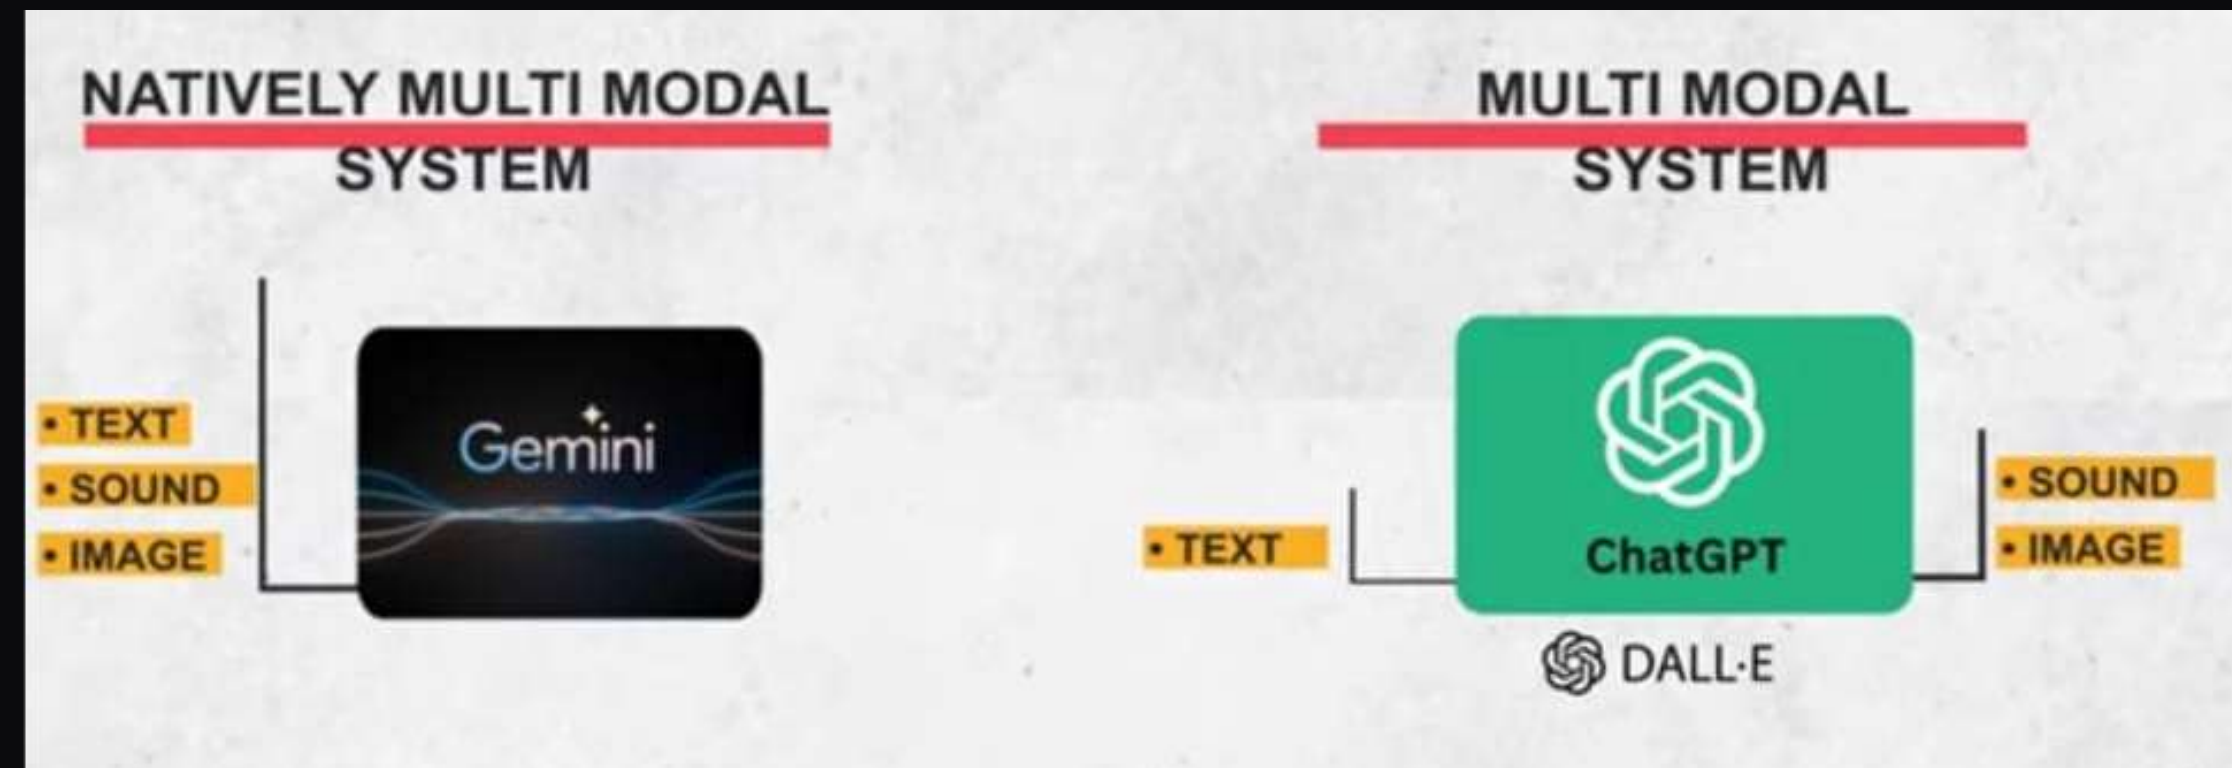 NATIVELY MULTI MODAL
SYSTEM
• TEXT
• SOUND
• IMAGE
Gemini
MULTI MODAL
SYSTEM
• TEXT
ChatGPT
• SOUND
• IMAGE
DALL·E